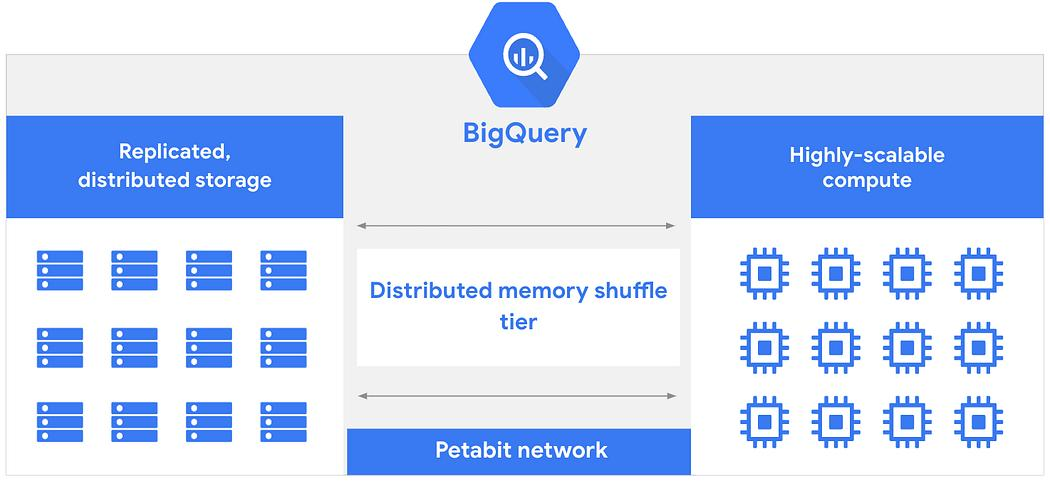 BigQuery
Replicated,
distributed storage
Highly-scalable
compute
Distributed memory shuffle
tier
Petabit network